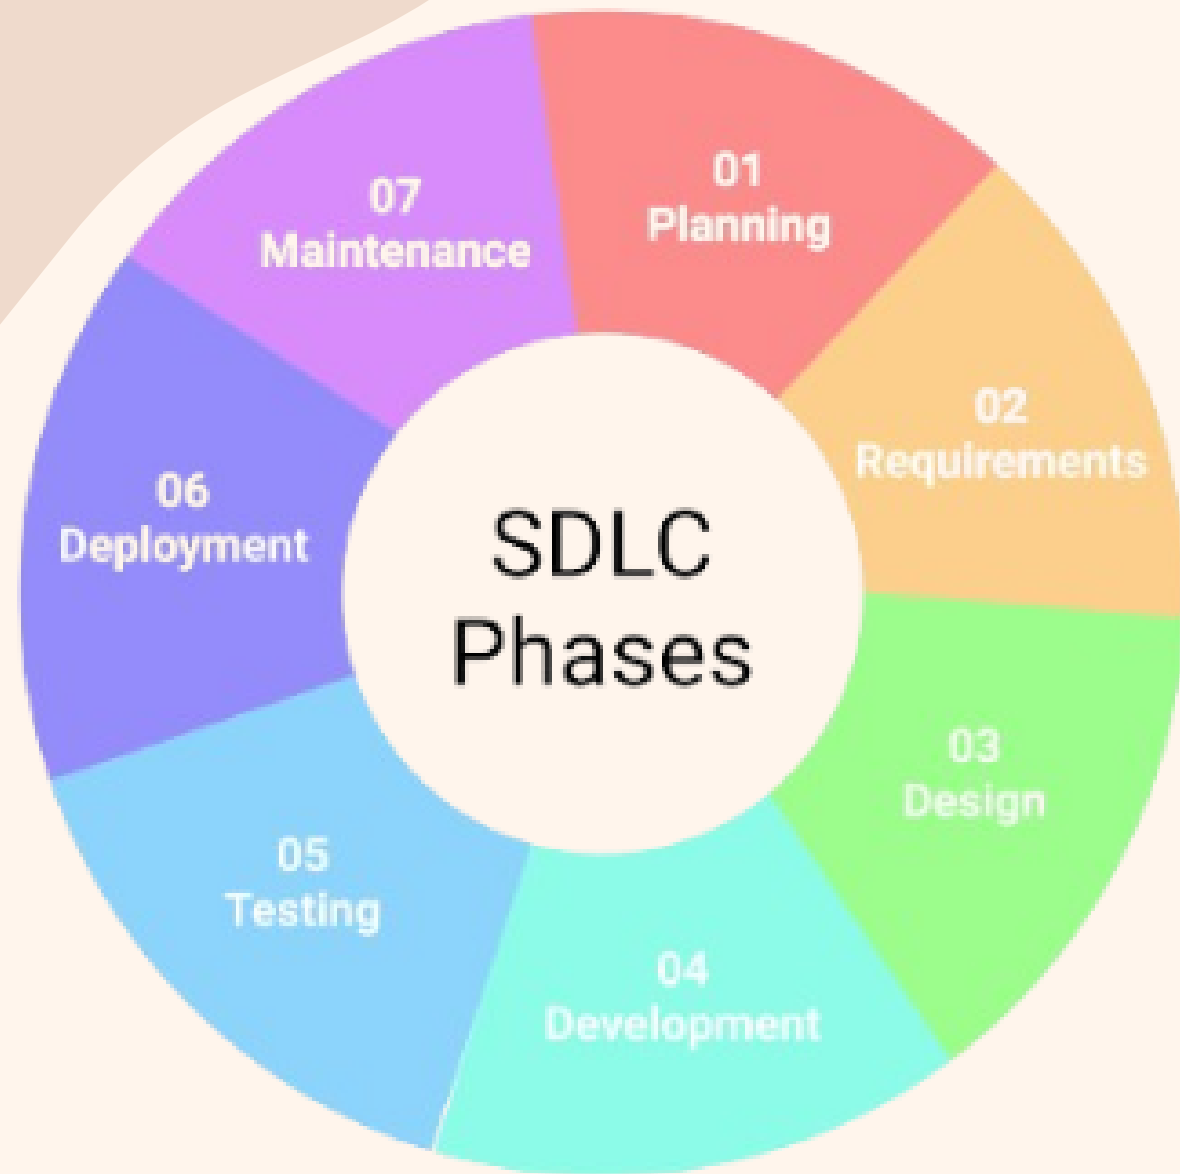 01
Planning
02
Requirements
03
Design
04
Development
05
Testing
06
Deployment
07
Maintenance
SDLC
Phases